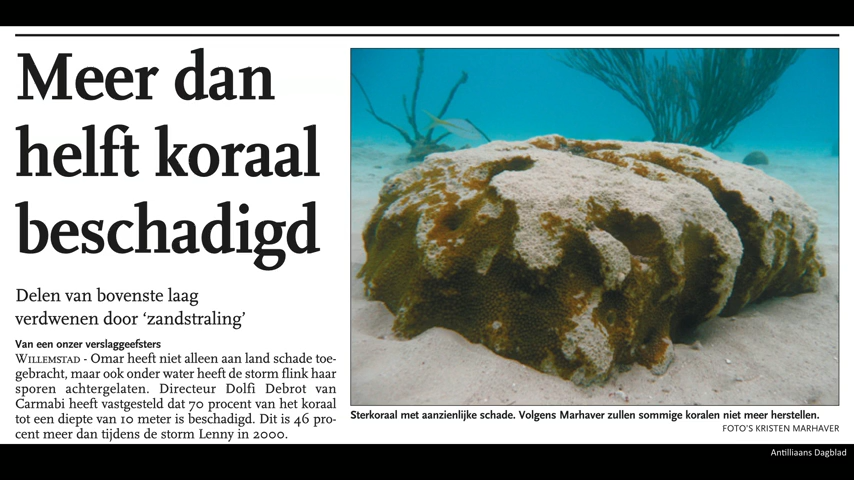 Meer dan
helft koraal
beschadigd
Delen van bovenste laag
verdwenen door ‘zandstraling’
Van een onzer verslaggeefsters
WILLEMSTAD - Omar heeft niet alleen aan land schade toe-
gebracht, maar ook onder water heeft de storm flink haar
sporen achtergelaten. Directeur Dolfi Debrot van
Carmabi heeft vastgesteld dat 70 procent van het koraal
tot een diepte van 10 meter is beschadigd. Dit is 46 pro-
cent meer dan tijdens de storm Lenny in 2000.
Sterkoraal met aanzienlijke schade. Volgens Marhaver zullen sommige koralen niet meer herstellen.
FOTO'S KRISTEN MARHAVER
Antilliaans Dagblad